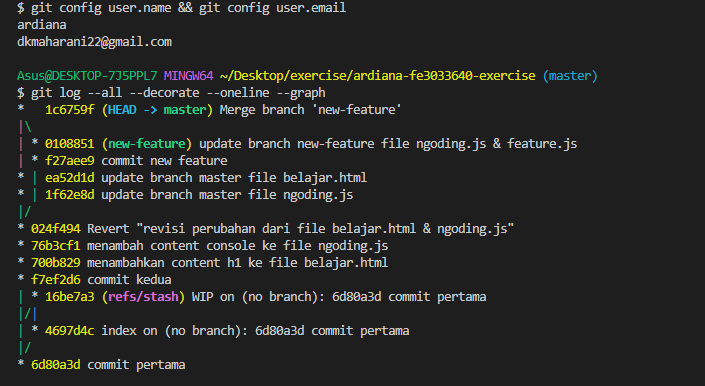 $ git config user.name && git config user.email
ardiana
dkmaharani22@gmail.com
Asus@DESKTOP-7J5PPL7 MINGW64 ~/Desktop/exercise/ardiana-fe3033640-exercise (master)
$ git log --all --decorate --oneline --graph
*   1c6759f (HEAD -> master) Merge branch 'new-feature'
|\
| * 0108851 (new-feature) update branch new-feature file ngoding.js & feature.js
| * f27aee9 commit new feature
* | ea52d1d update branch master file belajar.html
* | 1f62e8d update branch master file ngoding.js
|/
* 024f494 Revert "revisi perubahan dari file belajar.html & ngoding.js"
* 76b3cf1 menambah content console ke file ngoding.js
* 700b829 menambahkan content h1 ke file belajar.html
* f7ef2d6 commit kedua
| * 16be7a3 (refs/stash) WIP on (no branch): 6d80a3d commit pertama
|/|
| * 4697d4c index on (no branch): 6d80a3d commit pertama
|/
* 6d80a3d commit pertama